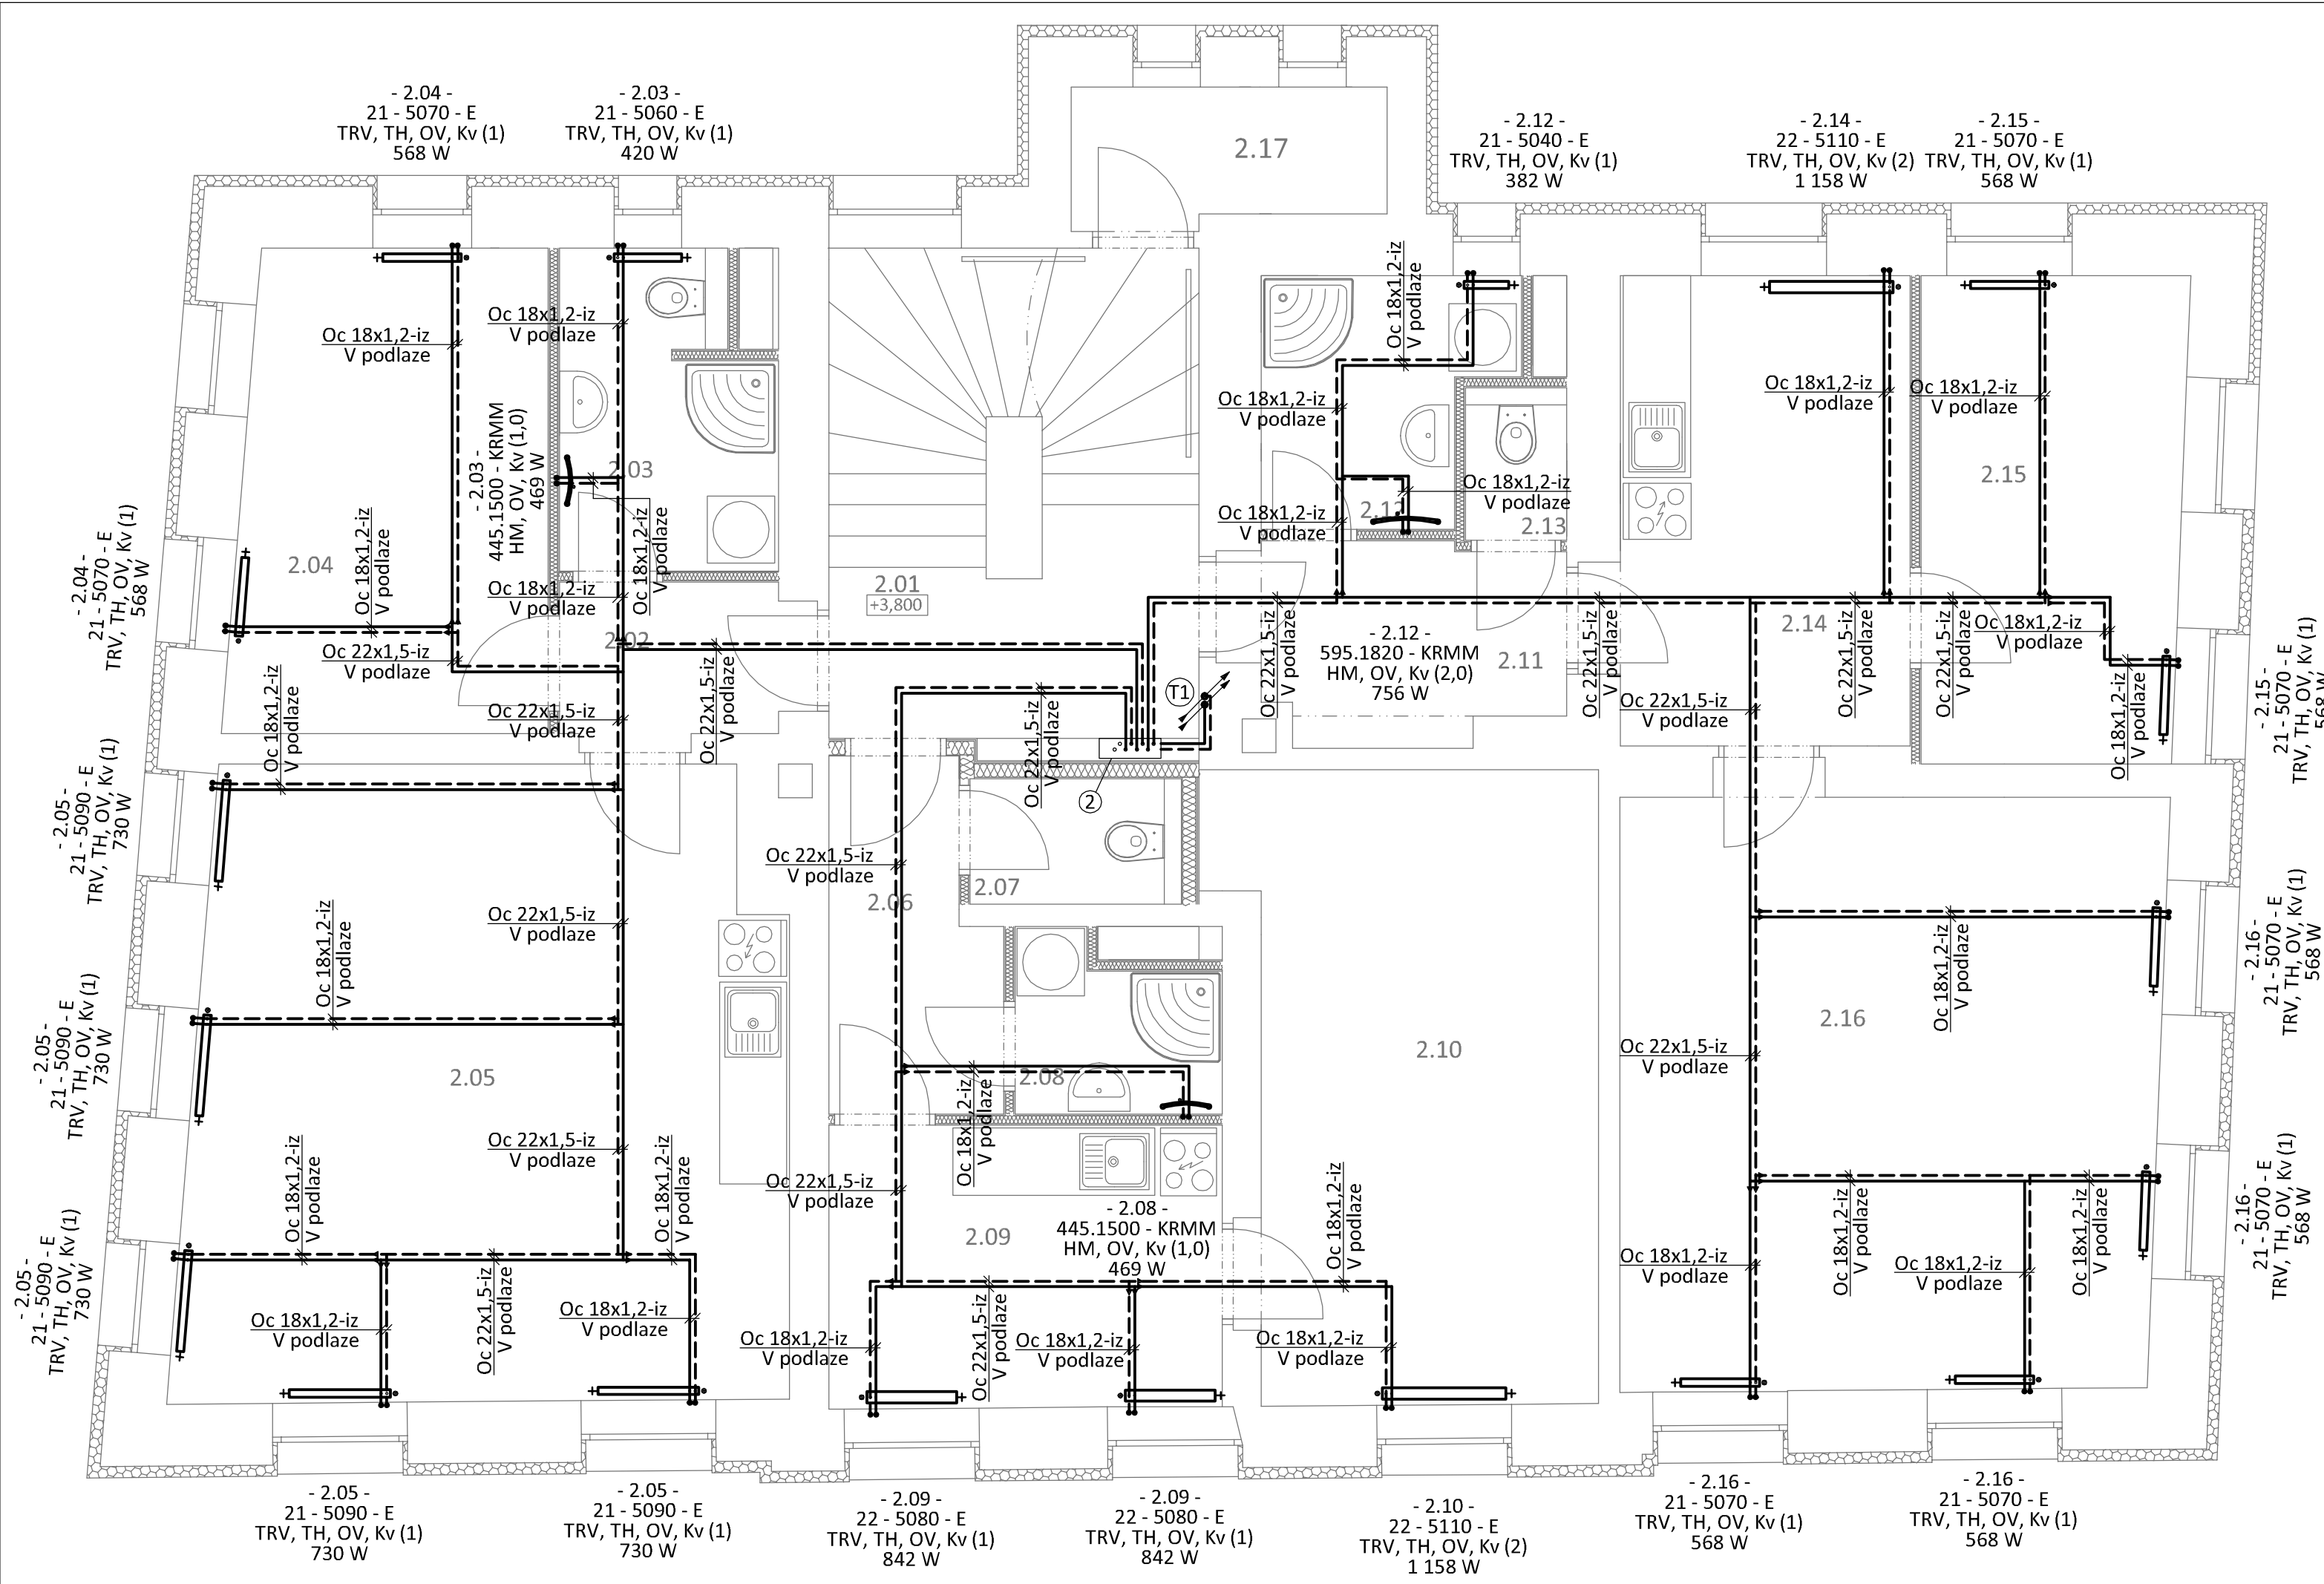 - 2.04 -
21 - 5070 - E
TRV, TH, OV, Kv (1)
568 W
- 2.03 -
21 - 5060 - E
TRV, TH, OV, Kv (1)
420 W
2.17
- 2.12 -
21 - 5040 - E
TRV, TH, OV, Kv (1)
382 W
- 2.14 -
22 - 5110 - E
TRV, TH, OV, Kv (2)
1 158 W
- 2.15 -
21 - 5070 - E
TRV, TH, OV, Kv (1)
568 W
Oc 18x1,2-iz
V podlaze
Oc 18x1,2-iz
V podlaze
Oc 18x1,2-iz
V podlaze
Oc 18x1,2-iz
V podlaze
Oc 18x1,2-iz
V podlaze
Oc 18x1,2-iz
V podlaze
- 2.03 -
445.1500 - KRMM
HM, OV, Kv (1,0)
469 W
2.03
2.15
Oc 18x1,2-iz
V podlaze
Oc 18x1,2-iz
V podlaze
2.12
2.13
- 2.04 -
21 - 5070 - E
TRV, TH, OV, Kv (1)
568 W
2.04
Oc 18x1,2-iz
V podlaze
Oc 18x1,2-iz
V podlaze
Oc 18x1,2-iz
V podlaze
2.01
+3,800
2.02
Oc 22x1,5-iz
V podlaze
Oc 22x1,5-iz
V podlaze
- 2.12 -
595.1820 - KRMM
HM, OV, Kv (2,0)
756 W
2.11
Oc 22x1,5-iz
V podlaze
2.14
Oc 22x1,5-iz
V podlaze
Oc 22x1,5-iz
V podlaze
Oc 18x1,2-iz
V podlaze
- 2.15 -
21 - 5070 - E
TRV, TH, OV, Kv (1)
568 W
Oc 18x1,2-iz
V podlaze
Oc 22x1,5-iz
V podlaze
Oc 22x1,5-iz
V podlaze
Oc 22x1,5-iz
V podlaze
T1
Oc 22x1,5-iz
V podlaze
Oc 18x1,2-iz
V podlaze
2
- 2.05 -
21 - 5090 - E
TRV, TH, OV, Kv (1)
730 W
Oc 22x1,5-iz
V podlaze
2.06
2.07
Oc 18x1,2-iz
V podlaze
Oc 22x1,5-iz
V podlaze
Oc 18x1,2-iz
V podlaze
- 2.16 -
21 - 5070 - E
TRV, TH, OV, Kv (1)
568 W
2.16
- 2.05 -
21 - 5090 - E
TRV, TH, OV, Kv (1)
730 W
2.05
2.08
2.10
Oc 22x1,5-iz
V podlaze
Oc 18x1,2-iz
V podlaze
Oc 22x1,5-iz
V podlaze
Oc 22x1,5-iz
V podlaze
Oc 18x1,2-iz
V podlaze
Oc 18x1,2-iz
V podlaze
- 2.08 -
445.1500 - KRMM
HM, OV, Kv (1,0)
469 W
2.09
Oc 18x1,2-iz
V podlaze
Oc 18x1,2-iz
V podlaze
Oc 18x1,2-iz
V podlaze
Oc 18x1,2-iz
V podlaze
Oc 18x1,2-iz
V podlaze
- 2.16 -
21 - 5070 - E
TRV, TH, OV, Kv (1)
568 W
- 2.05 -
21 - 5090 - E
TRV, TH, OV, Kv (1)
730 W
Oc 18x1,2-iz
V podlaze
Oc 22x1,5-iz
V podlaze
Oc 18x1,2-iz
V podlaze
Oc 18x1,2-iz
V podlaze
Oc 22x1,5-iz
V podlaze
Oc 18x1,2-iz
V podlaze
Oc 18x1,2-iz
V podlaze
- 2.05 -
21 - 5090 - E
TRV, TH, OV, Kv (1)
730 W
- 2.05 -
21 - 5090 - E
TRV, TH, OV, Kv (1)
730 W
- 2.09 -
22 - 5080 - E
TRV, TH, OV, Kv (1)
842 W
- 2.09 -
22 - 5080 - E
TRV, TH, OV, Kv (1)
842 W
- 2.10 -
22 - 5110 - E
TRV, TH, OV, Kv (2)
1 158 W
- 2.16 -
21 - 5070 - E
TRV, TH, OV, Kv (1)
568 W
- 2.16 -
21 - 5070 - E
TRV, TH, OV, Kv (1)
568 W